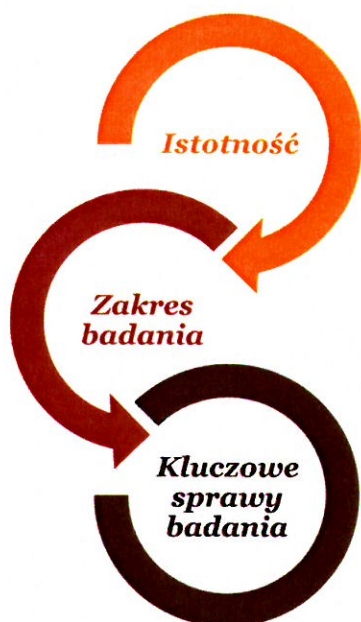 Istotność
Zakres
badania
Kluczowe
sprawy
badania